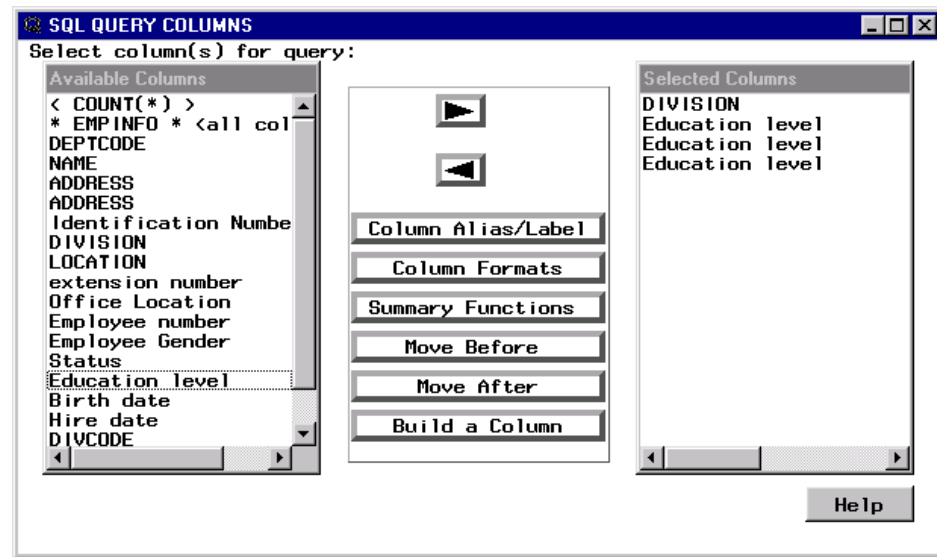 SQL QUERY COLUMNS
Select column(s) for query:
Available Columns
< COUNT(*) >
* EMPINFO * <all col
DEPTCODE
NAME
ADDRESS
ADDRESS
Identification Numbe
DIVISION
LOCATION
extension number
Office Location
Employee number
Employee Gender
Status
Education level
Birth date
Hire date
DIVCODE
Column Alias/Label
Column Formats
Summary Functions
Move Before
Move After
Build a Column
Selected Columns
DIVISION
Education level
Education level
Education level
Help